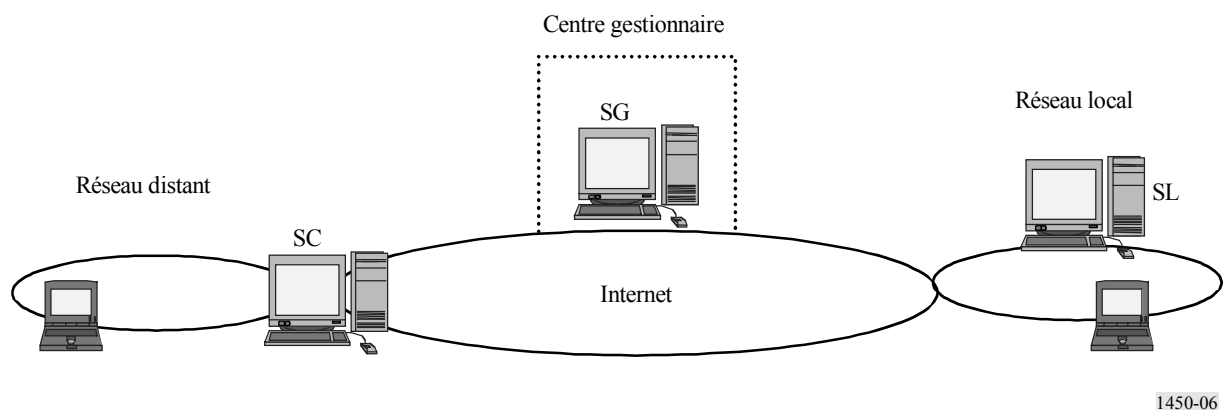 Centre gestionnaire
SG
Réseau local
Réseau distant
SL
SC
Internet
1450-06